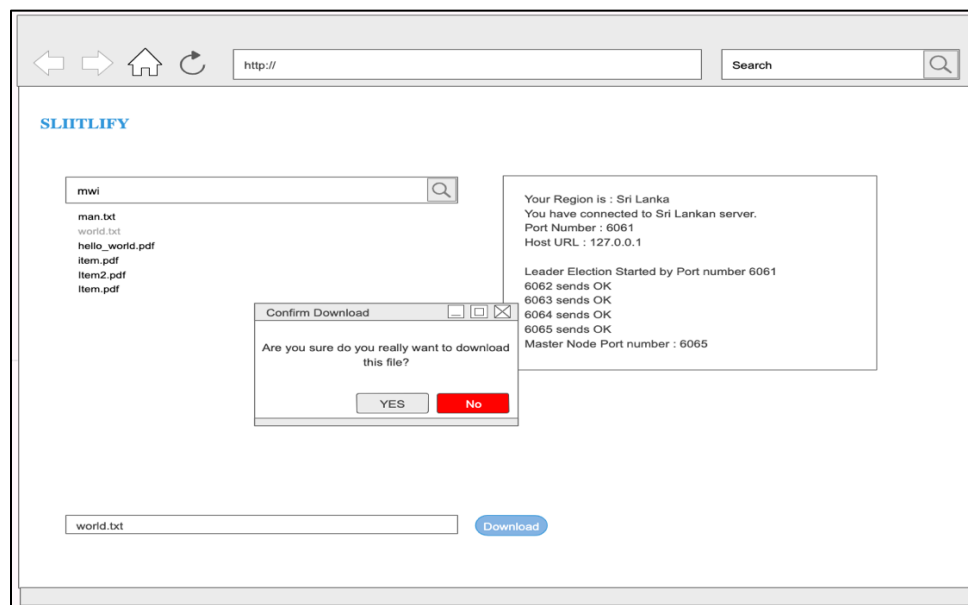 http://
Search
SLIITLIFY
mwi
man.txt
world.txt
hello_world.pdf
item.pdf
Item2.pdf
Item.pdf
Your Region is : Sri Lanka
You have connected to Sri Lankan server.
Port Number : 6061
Host URL : 127.0.0.1
Leader Election Started by Port number 6061
6062 sends OK
6063 sends OK
6064 sends OK
6065 sends OK
Master Node Port number : 6065
Confirm Download
Are you sure do you really want to download
this file?
YES
No
world.txt
Download